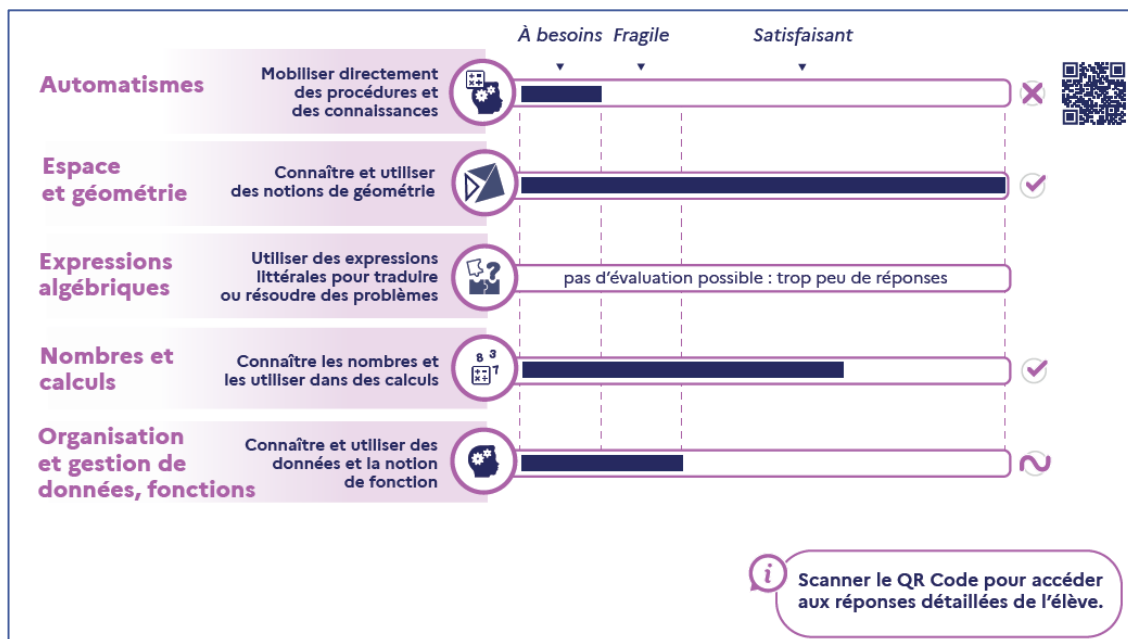 À besoins Fragile Satisfaisant
Automatismes
Mobiliser directement
des procédures et
des connaissances
Espace
et géométrie
Connaître et utiliser
des notions de géométrie
Expressions
algébriques
Utiliser des expressions
littérales pour traduire
ou résoudre des problèmes
pas d'évaluation possible : trop peu de réponses
Nombres et
calculs
Connaître les nombres et
les utiliser dans des calculs
8 3
7
Organisation
et gestion de
données, fonctions
Connaître et utiliser des
données et la notion
de fonction
i
Scanner le QR Code pour accéder
aux réponses détaillées de l'élève.